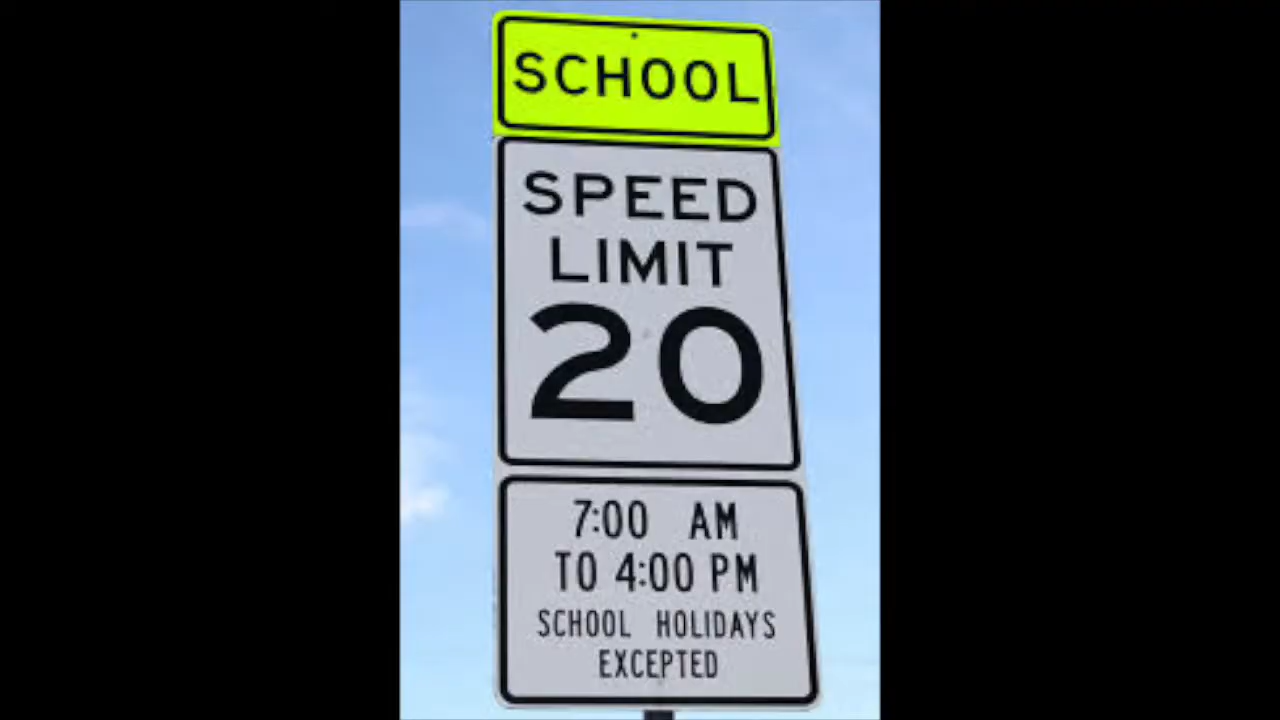 SCHOOL
SPEED
LIMIT
20
7:00 AM
TO 4:00 PM
SCHOOL HOLIDAYS
EXCEPTED